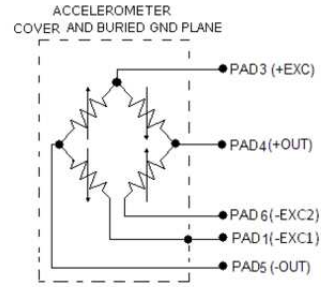 ACCELEROMETER
COVER AND BURIED GND PLANE
PAD3 (+EXC)
PAD4(+OUT)
PAD6(-EXC2)
PAD1(-EXC1)
PAD5(-OUT)